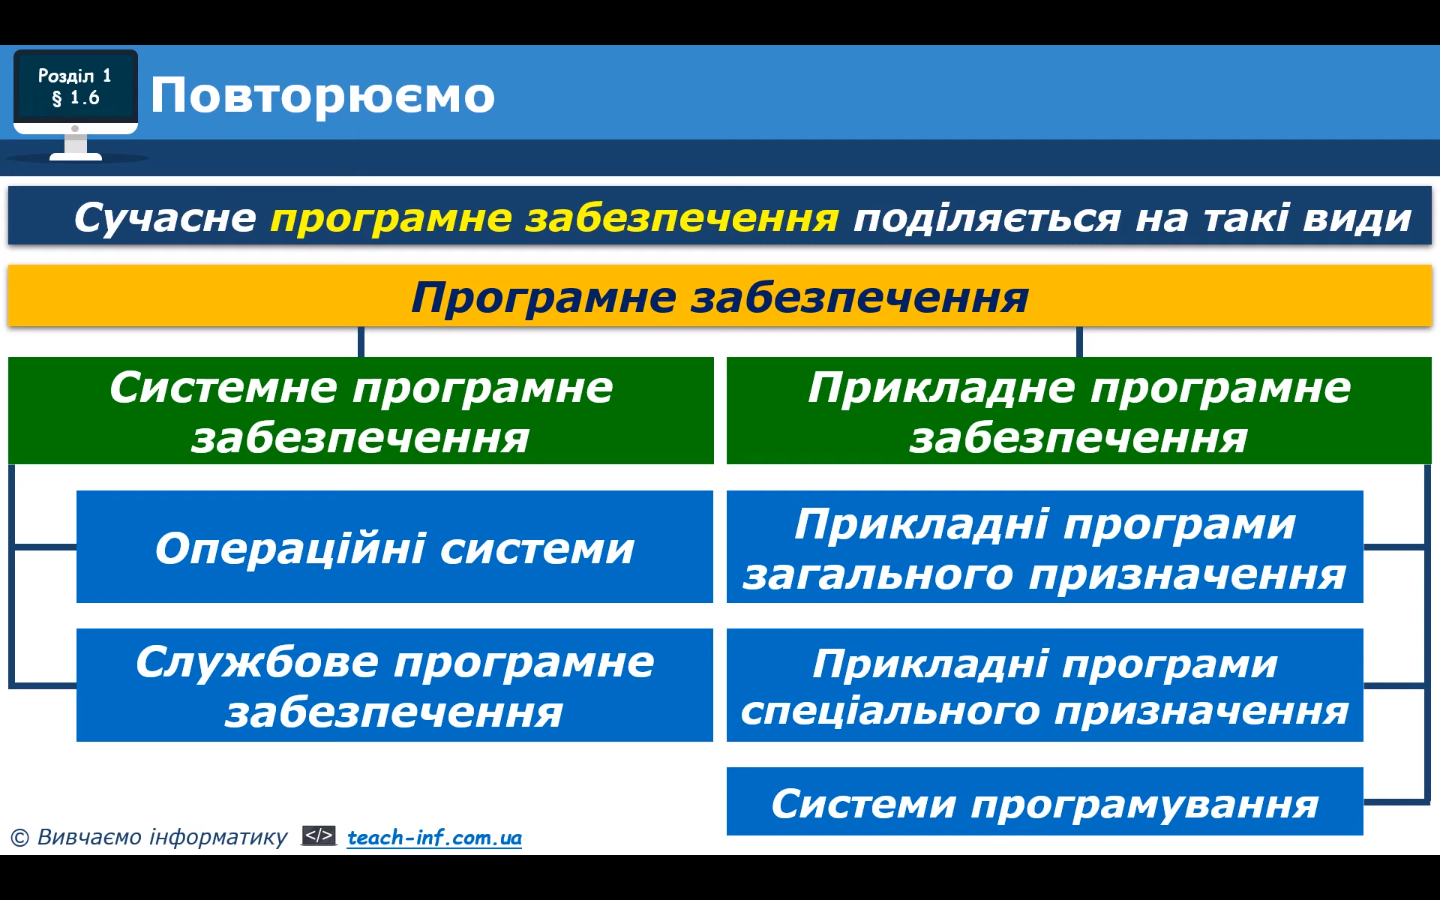 Розділ 1
§ 1.6
Повторюємо
Сучасне програмне забезпечення поділяється на такі види
Програмне забезпечення
Системне програмне
забезпечення
Прикладне програмне
забезпечення
Операційні системи
Прикладні програми
загального призначення
Службове програмне
забезпечення
Прикладні програми
спеціального призначення
Системи програмування
© Вивчаємо інформатику </> teach-inf.com.ua